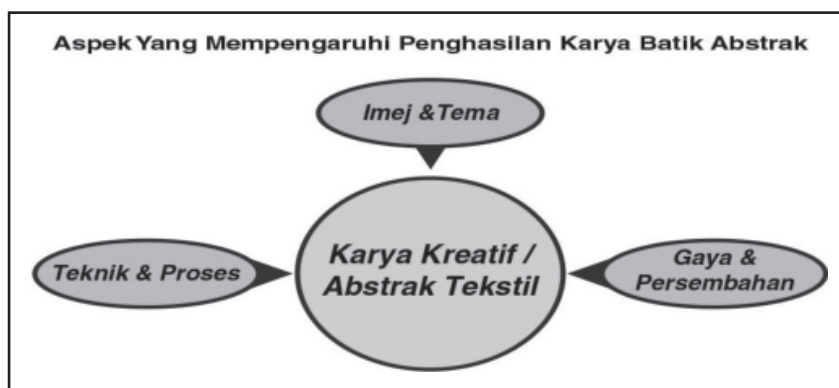 Aspek Yang Mempengaruhi Penghasilan Karya Batik Abstrak
Imej &Tema
Teknik & Proses
Karya Kreatif /
Abstrak Tekstil
Gaya &
Persembahan